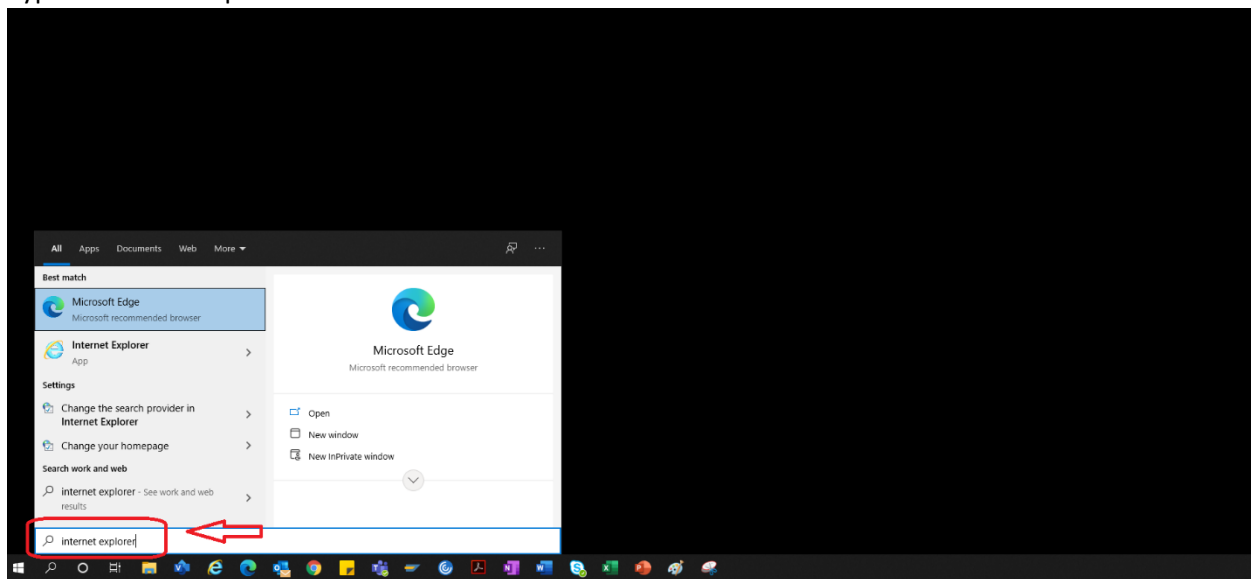 All Apps Documents Web More
Best match
Microsoft Edge
Microsoft recommended browser
Internet Explorer
App
Settings
Change the search provider in
Internet Explorer
Change your homepage
Search work and web
internet explorer - See work and web
results
internet explorer
Microsoft Edge
Microsoft recommended browser
Open
New window
New InPrivate window